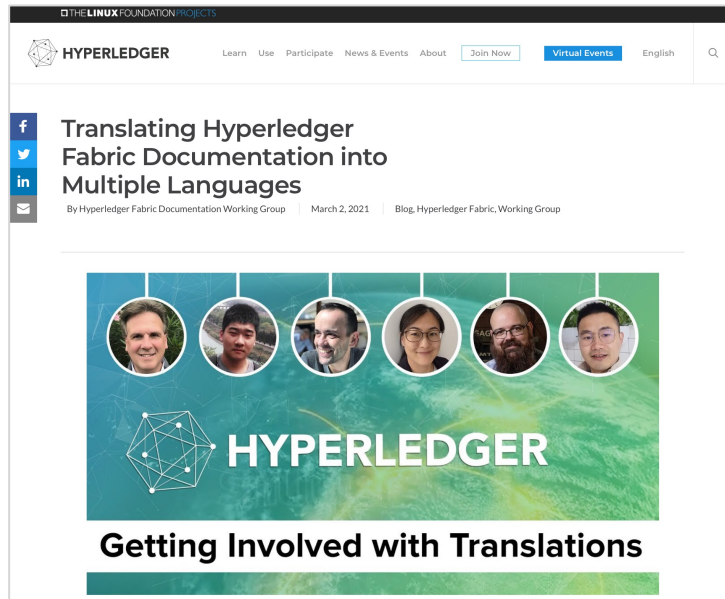 THE LINUX FOUNDATION PROJECTS
HYPERLEDGER
Learn Use Participate News & Events About Join Now Virtual Events English
Translating Hyperledger
Fabric Documentation into
Multiple Languages
By Hyperledger Fabric Documentation Working Group March 2, 2021 Blog, Hyperledger Fabric, Working Group
HYPERLEDGER
Getting Involved with Translations